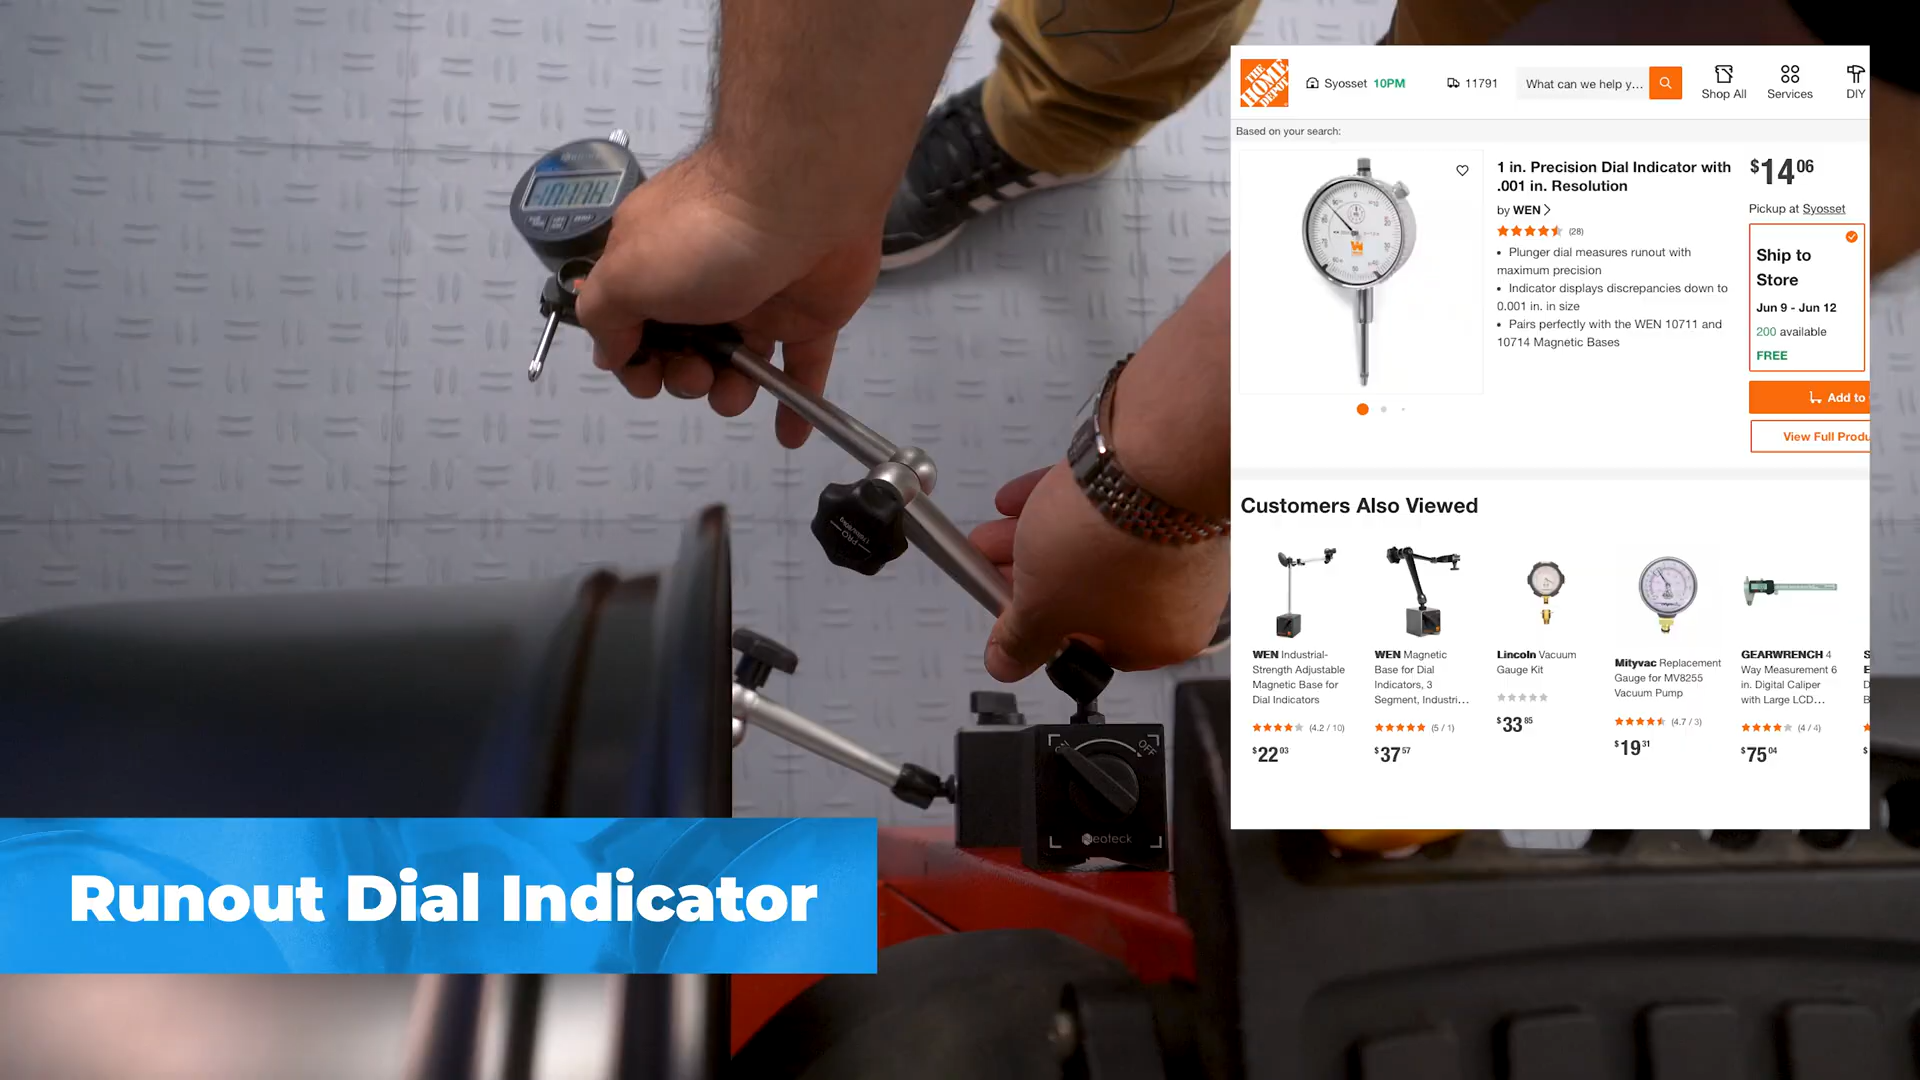 THE HOME DEPOT
Syosset 10PM
11791
What can we help y...
Shop All
Services
DIY
Based on your search:
1 in. Precision Dial Indicator with
.001 in. Resolution
by WEN
(28)
• Plunger dial measures runout with
maximum precision
• Indicator displays discrepancies down to
0.001 in. in size
• Pairs perfectly with the WEN 10711 and
10714 Magnetic Bases
$14 06
Pickup at Syosset
Ship to
Store
Jun 9 - Jun 12
200 available
FREE
Add to
View Full Produ
Customers Also Viewed
WEN Industrial-
Strength Adjustable
Magnetic Base for
Dial Indicators
(4.2 / 10)
$22 03
WEN Magnetic
Base for Dial
Indicators, 3
Segment, Industri...
(5 / 1)
$37 57
Lincoln Vacuum
Gauge Kit
$33 85
Mityvac Replacement
Gauge for MV8255
Vacuum Pump
(4.7 / 3)
$19 31
GEARWRENCH 4
Way Measurement 6
in. Digital Caliper
with Large LCD...
(4 / 4)
$75 04
PRO
ON
OFF
Neoteck
Runout Dial Indicator